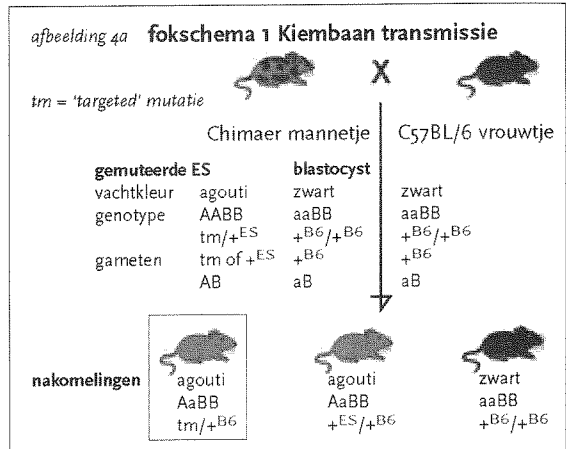 afbeelding 4a fokschema 1 Kiembaan transmissie
X
tm = 'targeted' mutatie
Chimaer mannetje C57BL/6 vrouwtje
gemuteerde ES blastocyst
vachtkleur agouti zwart zwart
genotype AABB aaBB aaBB
tm/+ES +B6/+B6 +B6/+B6
gameten tm of +ES +B6 +B6
AB aB aB
nakomelingen agouti agouti zwart
AaBB AaBB aaBB
tm/+B6 +ES/+B6 +B6/+B6